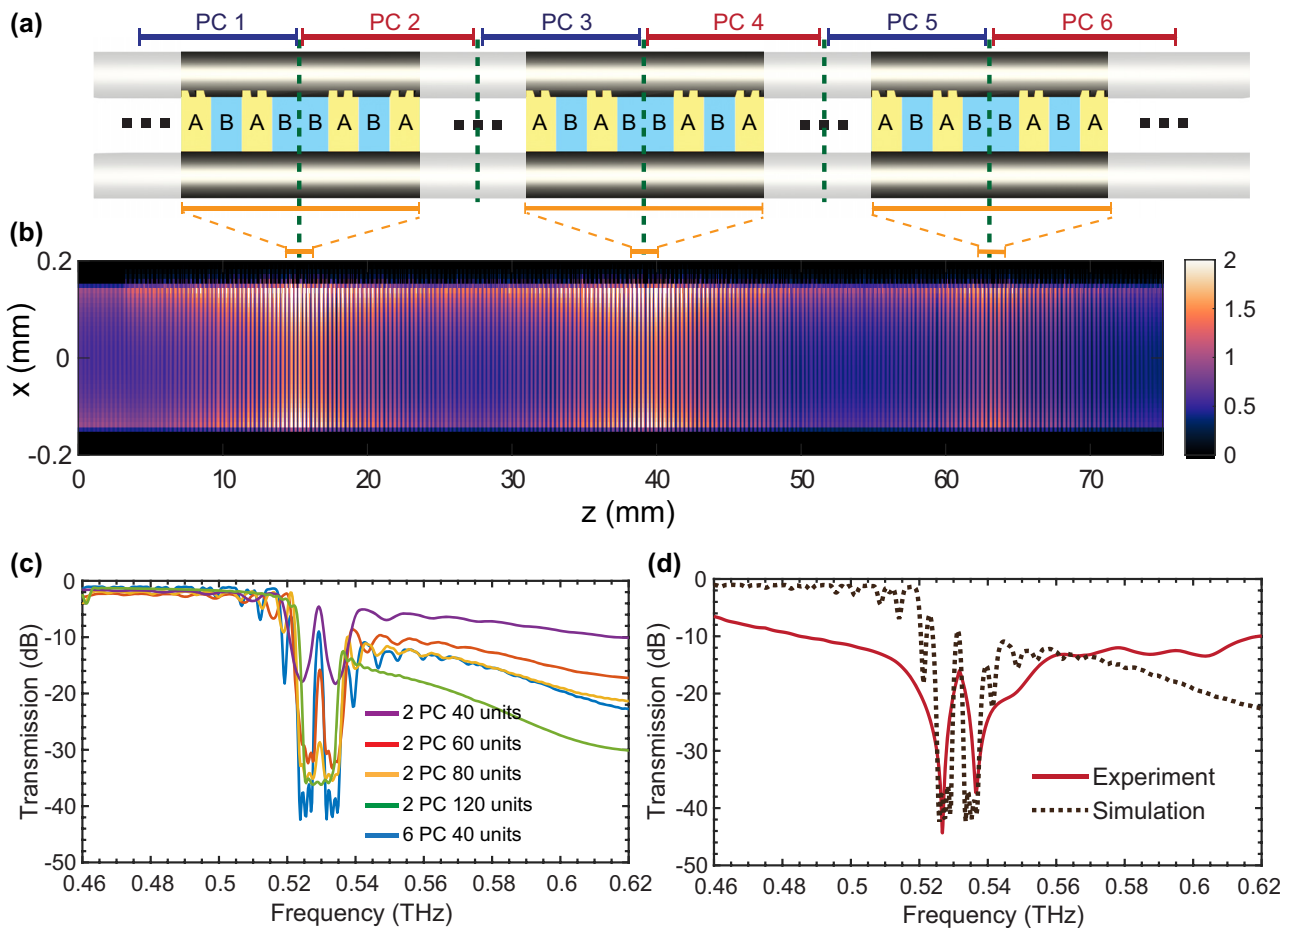 (a)
PC 1 PC 2 PC 3 PC 4 PC 5 PC 6
A B A B B A B A A B A B B A B A A B A B B A B A
(b)
0.2
0
-0.2
x (mm)
0 10 20 30 40 50 60 70
z (mm)
2
1.5
1
0.5
0
(c)
0
-10
-20
-30
-40
-50
Transmission (dB)
2 PC 40 units
2 PC 60 units
2 PC 80 units
2 PC 120 units
6 PC 40 units
0.46 0.48 0.5 0.52 0.54 0.56 0.58 0.6 0.62
Frequency (THz)
(d)
0
-10
-20
-30
-40
-50
Transmission (dB)
Experiment
Simulation
0.46 0.48 0.5 0.52 0.54 0.56 0.58 0.6 0.62
Frequency (THz)